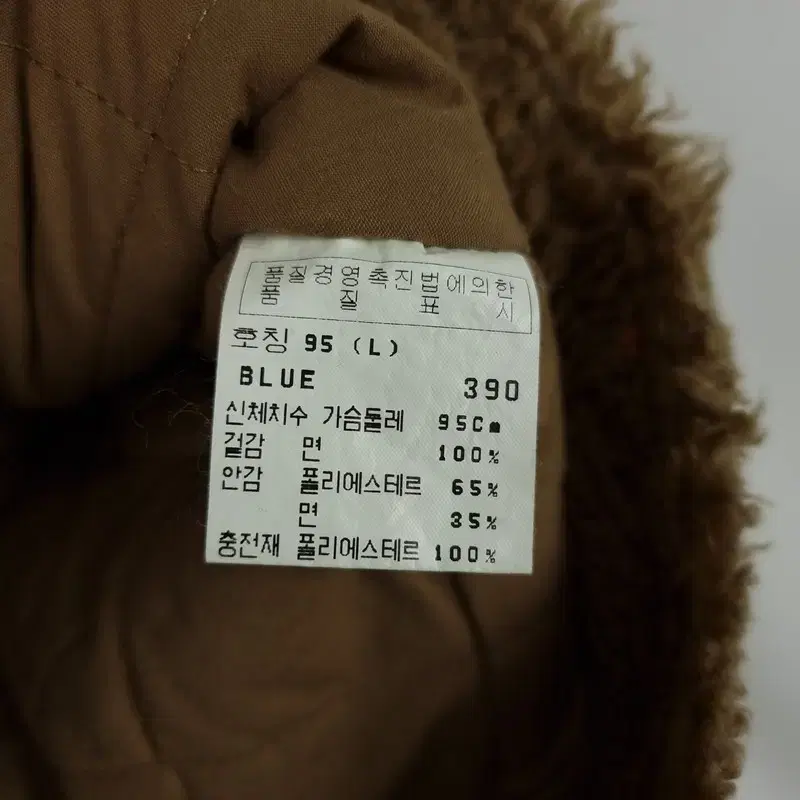 품질경영촉진법에의한
품 질 표 시
호칭 95 (L)
BLUE 390
신체치수 가슴둘레 95Cm
겉감 면 100%
안감 폴리에스테르 65%
면 35%
충전재 폴리에스테르 100%